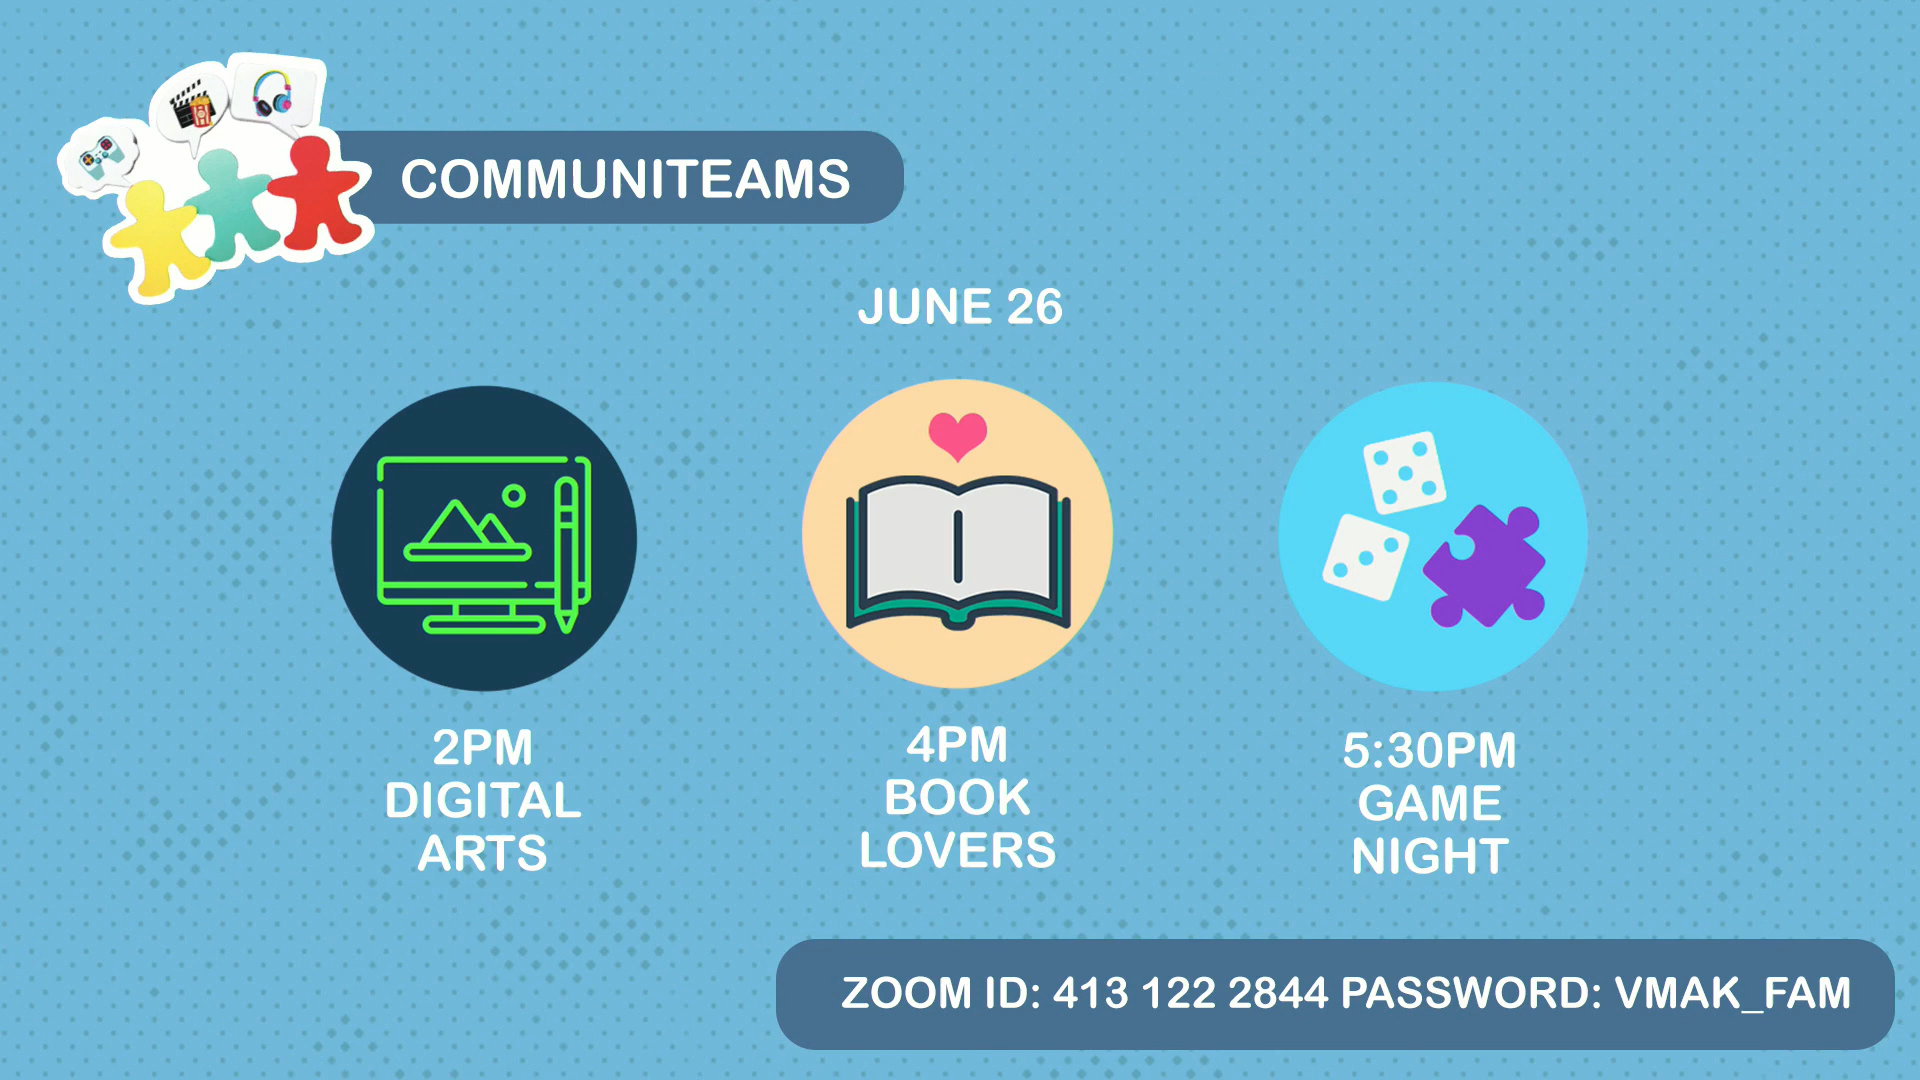 COMMUNITEAMS
JUNE 26
2PM
DIGITAL
ARTS
4PM
BOOK
LOVERS
5:30PM
GAME
NIGHT
ZOOM ID: 413 122 2844 PASSWORD: VMAK_FAM